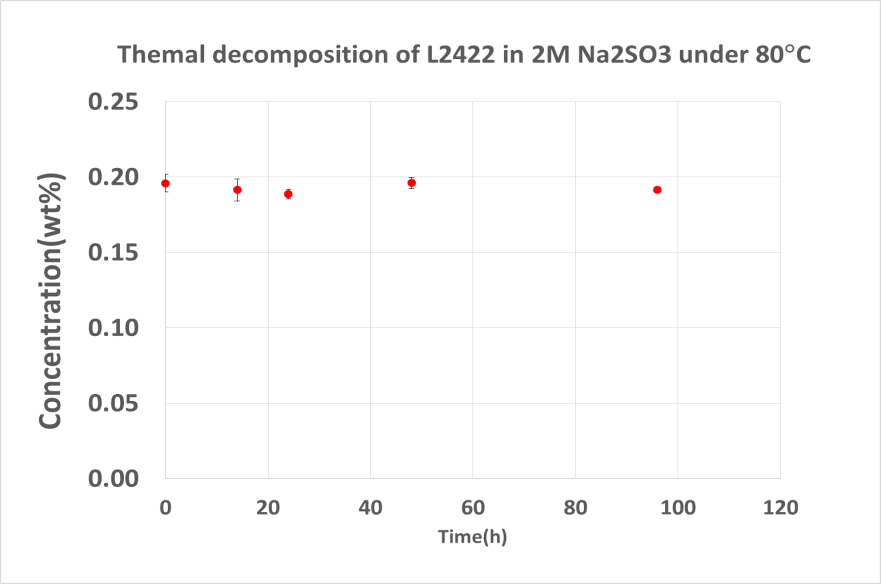 Themal decomposition of L2422 in 2M Na2SO3 under 80°C
0.25
0.20
0.15
0.10
0.05
0.00
Concentration(wt%)
0 20 40 60 80 100 120
Time(h)